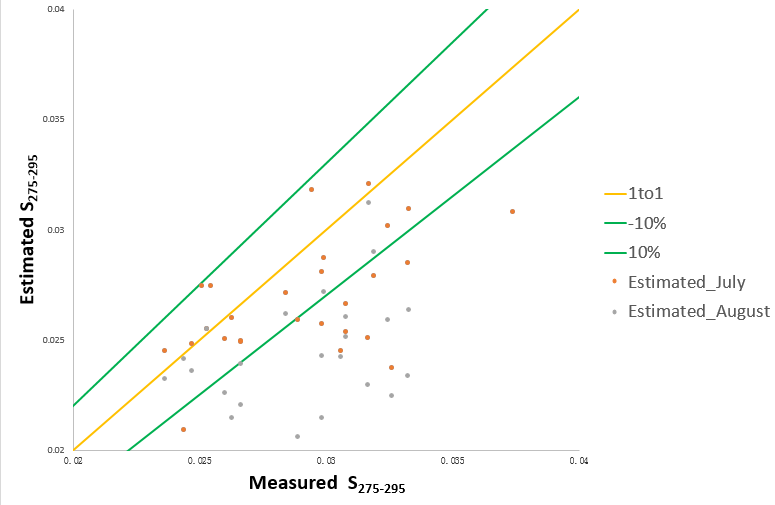 0.04
0.035
0.03
0.025
0.02
Estimated S275-295
0.02 0.025 0.03 0.035 0.04
Measured S275-295
1to1
-10%
10%
Estimated_July
Estimated_August